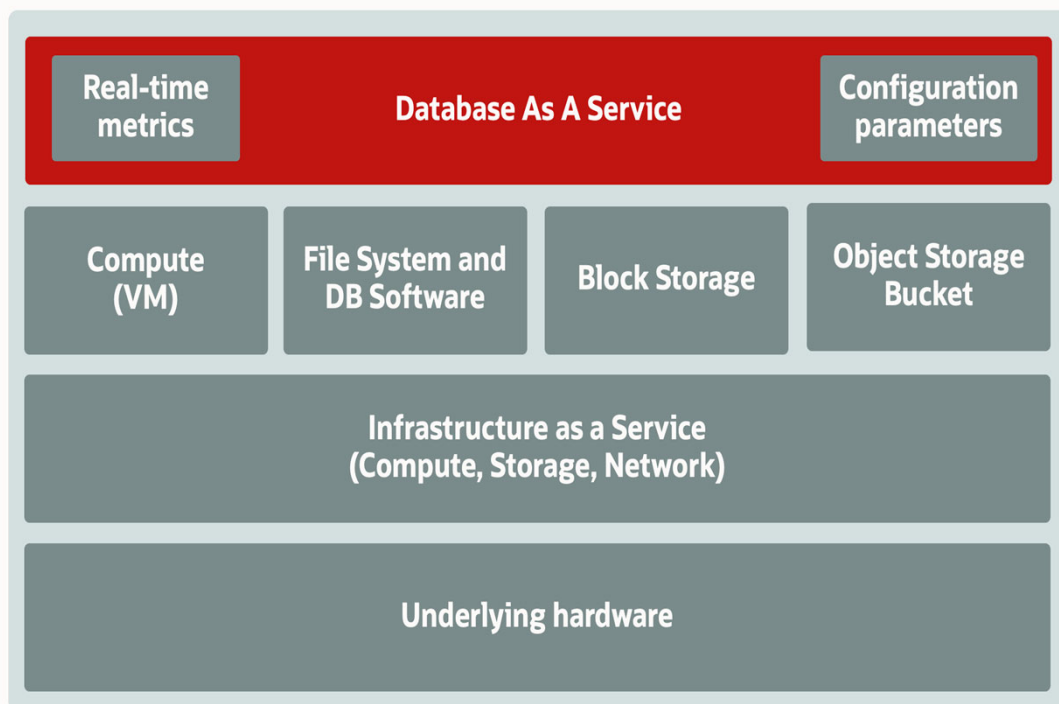 Real-time
metrics
Database As A Service
Configuration
parameters
Compute
(VM)
File System and
DB Software
Block Storage
Object Storage
Bucket
Infrastructure as a Service
(Compute, Storage, Network)
Underlying hardware